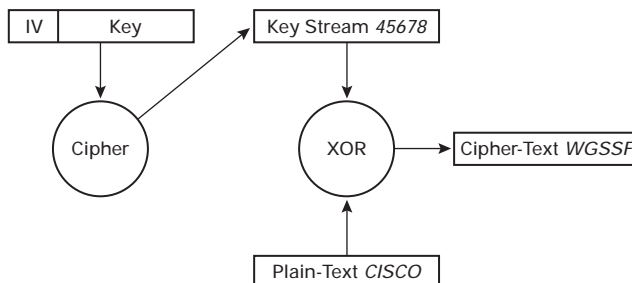 IV Key
Key Stream 45678
Cipher
XOR
Cipher-Text WGSSF
Plain-Text CISCO